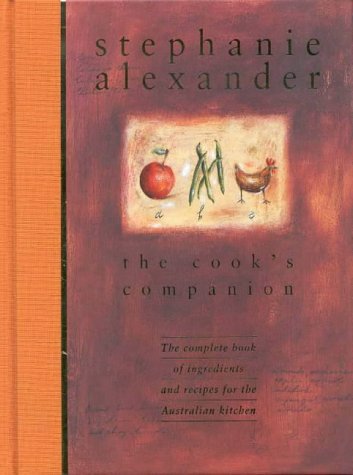 stephanie
alexander
a b c
the cook's
companion
The complete book
of ingredients
and recipes for the
Australian kitchen